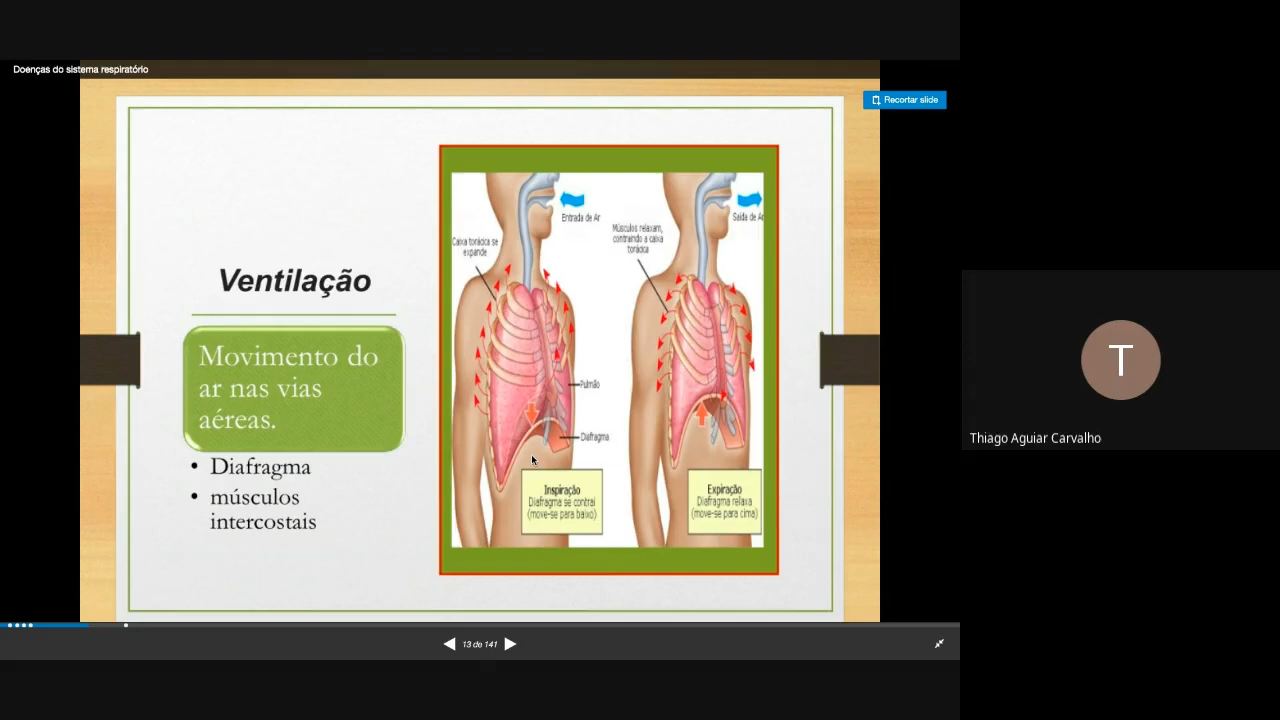 Doenças do sistema respiratório
Recortar slide
Ventilação
Movimento do
ar nas vias
aéreas.
• Diafragma
• músculos
intercostais
Entrada de Ar
Caixa torácica se
expande
Pulmão
Diafragma
Inspiração
Diafragma se contrai
(move-se para baixo)
Saída de Ar
Músculos relaxam,
contraindo a caixa
torácica
Expiração
Diafragma relaxa
(move-se para cima)
13 de 141
T
Thiago Aguiar Carvalho